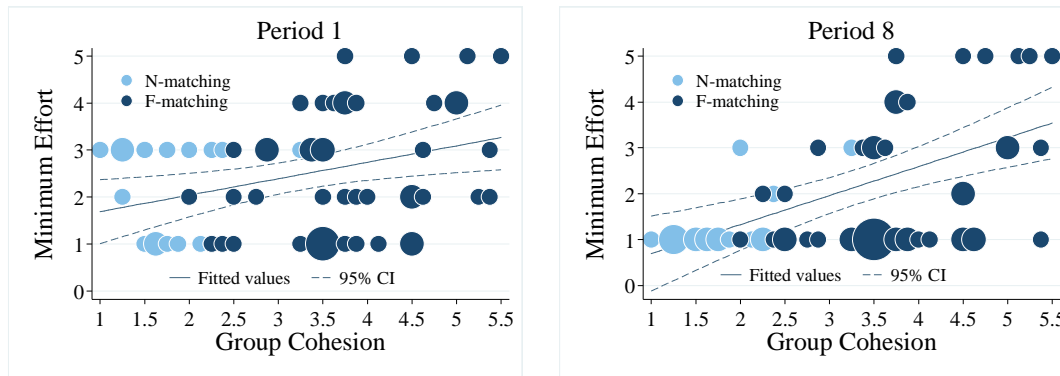 Period 1
Minimum Effort
5
4
3
2
1
0
N-matching
F-matching
Fitted values 95% CI
1 1.5 2 2.5 3 3.5 4 4.5 5 5.5
Group Cohesion
Period 8
Minimum Effort
5
4
3
2
1
0
N-matching
F-matching
Fitted values 95% CI
1 1.5 2 2.5 3 3.5 4 4.5 5 5.5
Group Cohesion